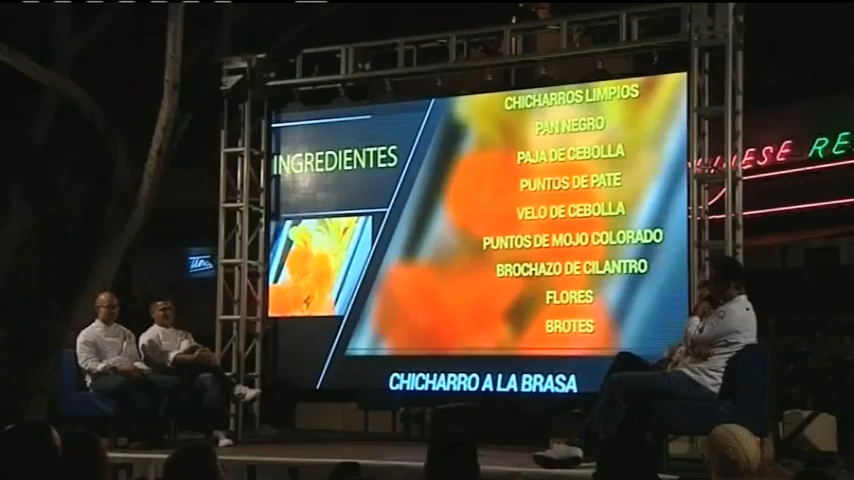 INGREDIENTES
CHICHARROS LIMPIOS
PAN NEGRO
PAJA DE CEBOLLA
PUNTOS DE PATE
VELO DE CEBOLLA
PUNTOS DE MOJO COLORADO
BROCHAZO DE CILANTRO
FLORES
BROTES
CHICHARRO A LA BRASA